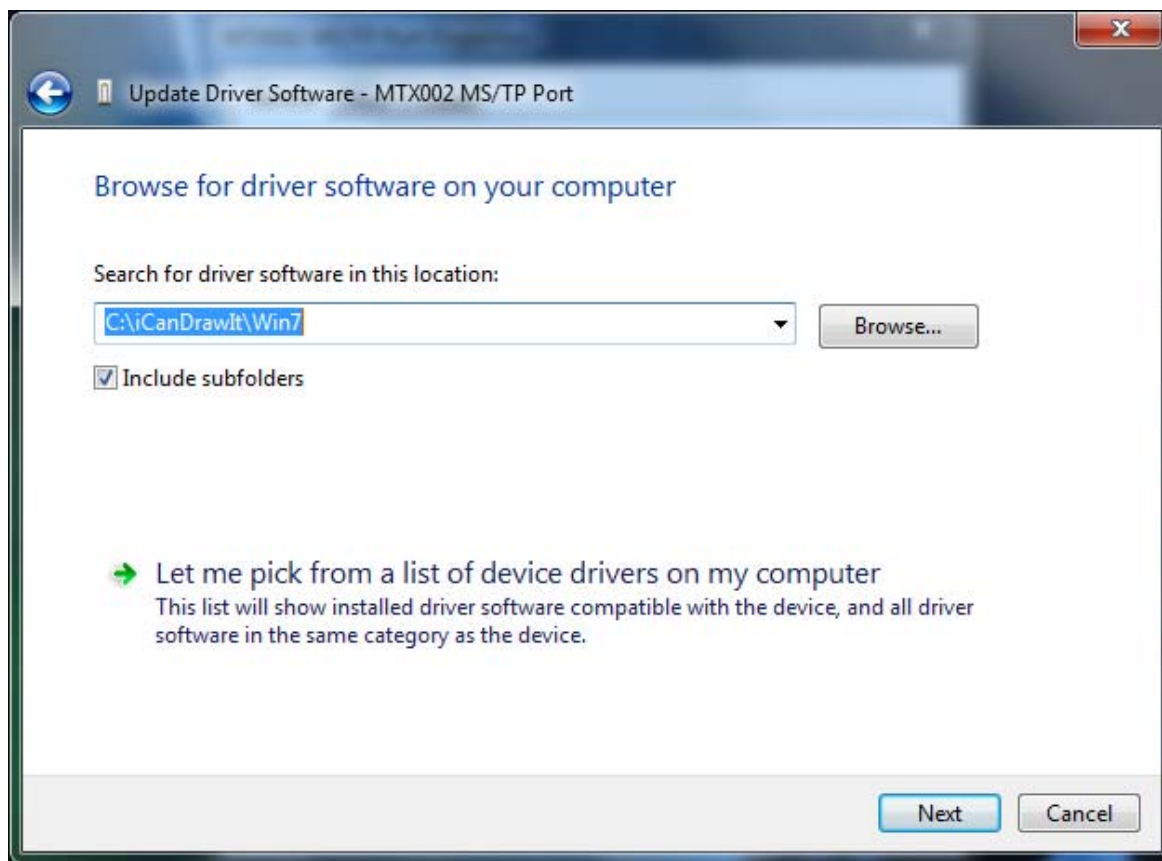 Update Driver Software - MTX002 MS/TP Port
Browse for driver software on your computer
Search for driver software in this location:
C:\iCanDrawIt\Win7
Browse...
Include subfolders
Let me pick from a list of device drivers on my computer
This list will show installed driver software compatible with the device, and all driver
software in the same category as the device.
Next
Cancel